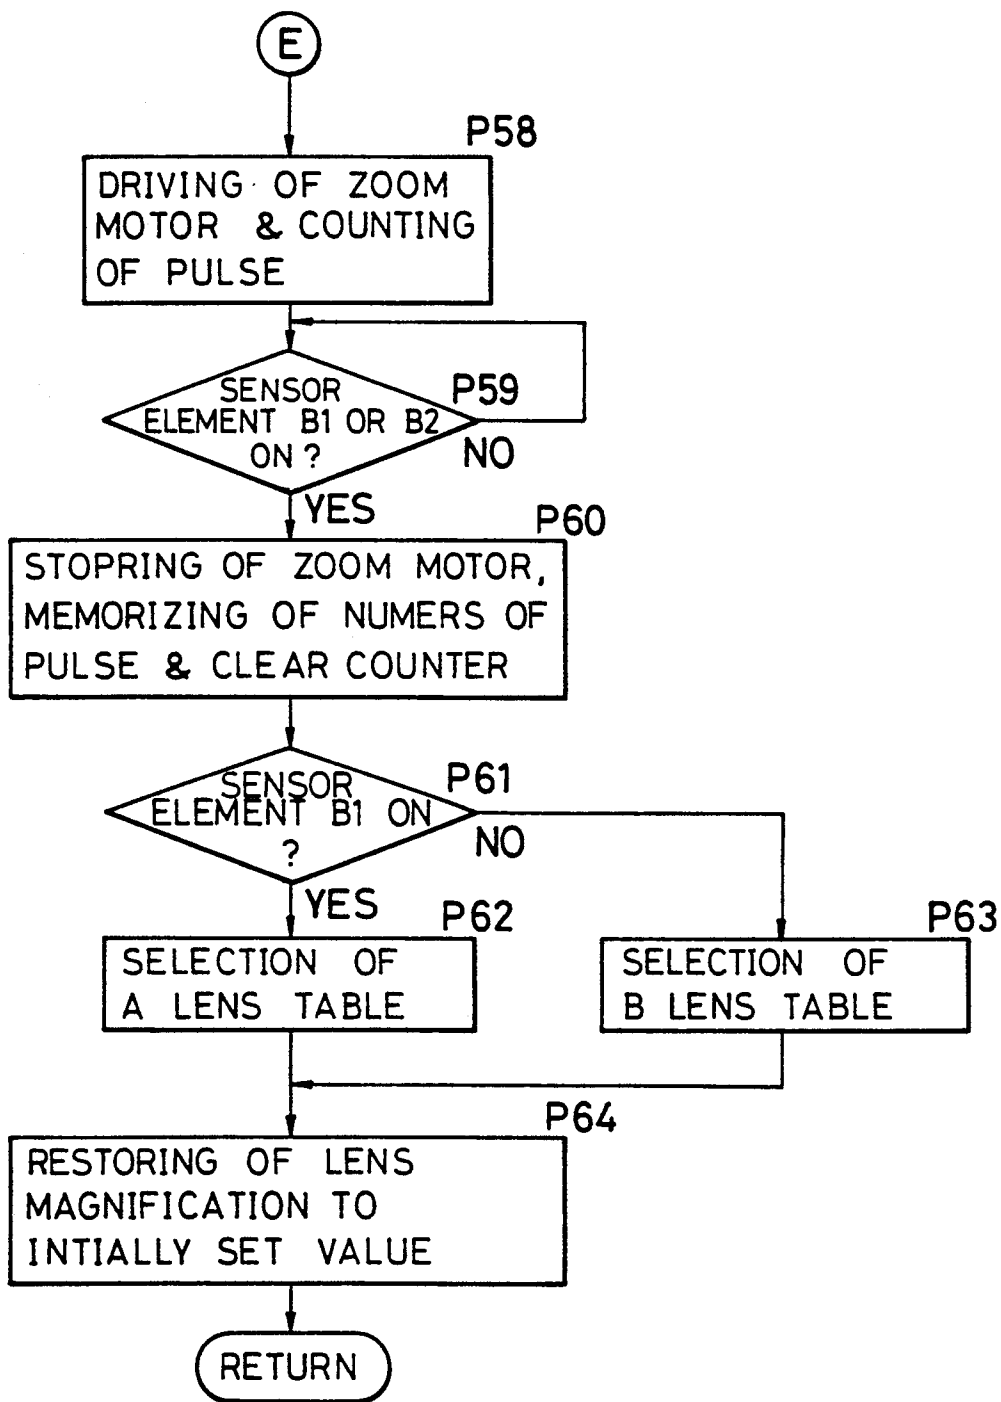 E
P58
DRIVING OF ZOOM
MOTOR & COUNTING
OF PULSE
SENSOR
ELEMENT B1 OR B2
ON ?
P59
NO
YES
P60
STOPRING OF ZOOM MOTOR,
MEMORIZING OF NUMERS OF
PULSE & CLEAR COUNTER
SENSOR
ELEMENT B1 ON
?
P61
NO
YES
P62
SELECTION OF
A LENS TABLE
P63
SELECTION OF
B LENS TABLE
P64
RESTORING OF LENS
MAGNIFICATION TO
INTIALLY SET VALUE
RETURN